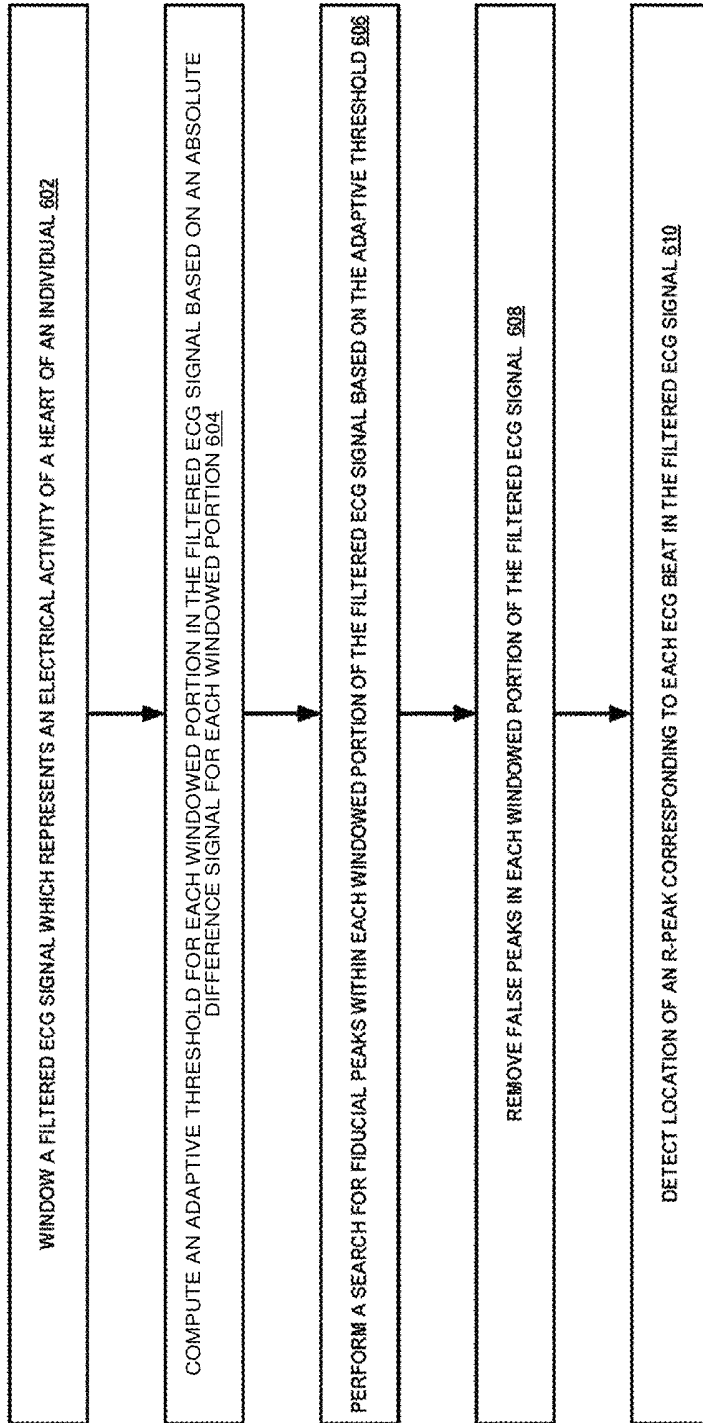 WINDOW A FILTERED ECG SIGNAL WHICH REPRESENTS AN ELECTRICAL ACTIVITY OF A HEART OF AN INDIVIDUAL 602
COMPUTE AN ADAPTIVE THRESHOLD FOR EACH WINDOWED PORTION IN THE FILTERED ECG SIGNAL BASED ON AN ABSOLUTE
DIFFERENCE SIGNAL FOR EACH WINDOWED PORTION 604
PERFORM A SEARCH FOR FIDUCIAL PEAKS WITHIN EACH WINDOWED PORTION OF THE FILTERED ECG SIGNAL BASED ON THE ADAPTIVE THRESHOLD 606
REMOVE FALSE PEAKS IN EACH WINDOWED PORTION OF THE FILTERED ECG SIGNAL 608
DETECT LOCATION OF AN R-PEAK CORRESPONDING TO EACH ECG BEAT IN THE FILTERED ECG SIGNAL 610